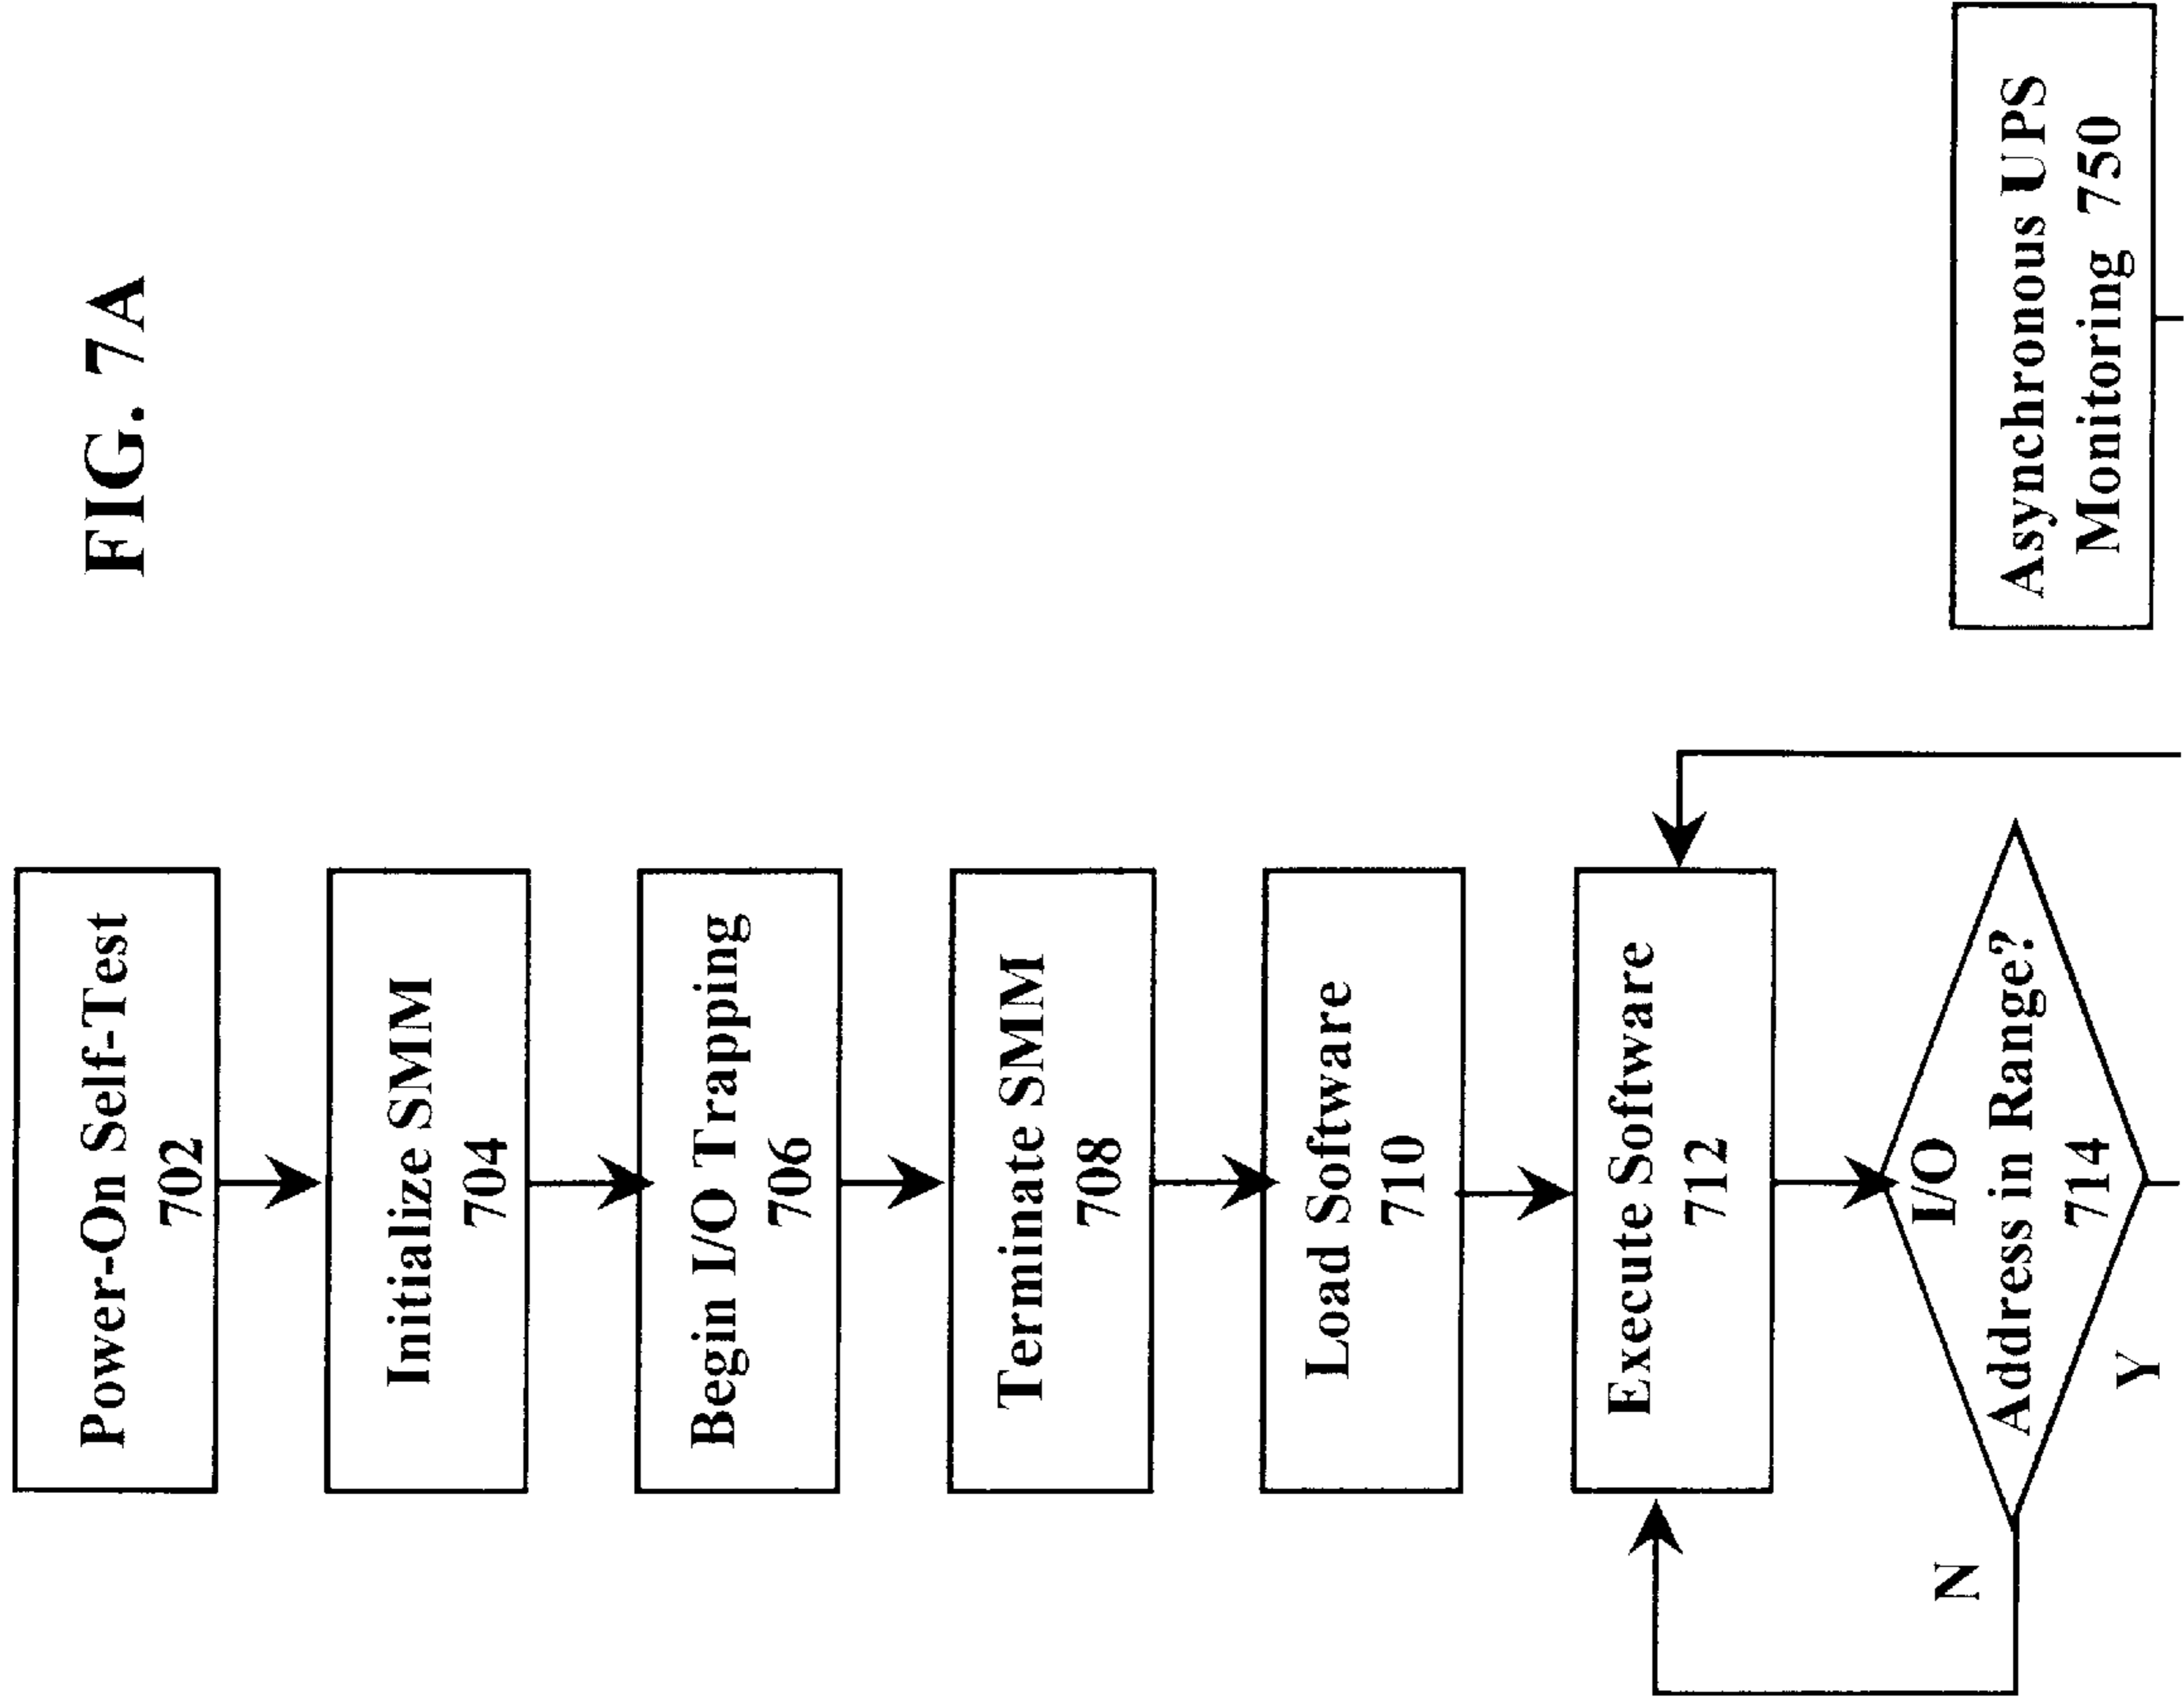 FIG. 7A
Power-On Self-Test
702
Initialize SMM
704
Begin I/O Trapping
706
Terminate SMM
708
Load Software
710
Execute Software
712
I/O
Address in Range?
714
N
Y
Asynchronous UPS
Monitoring 750